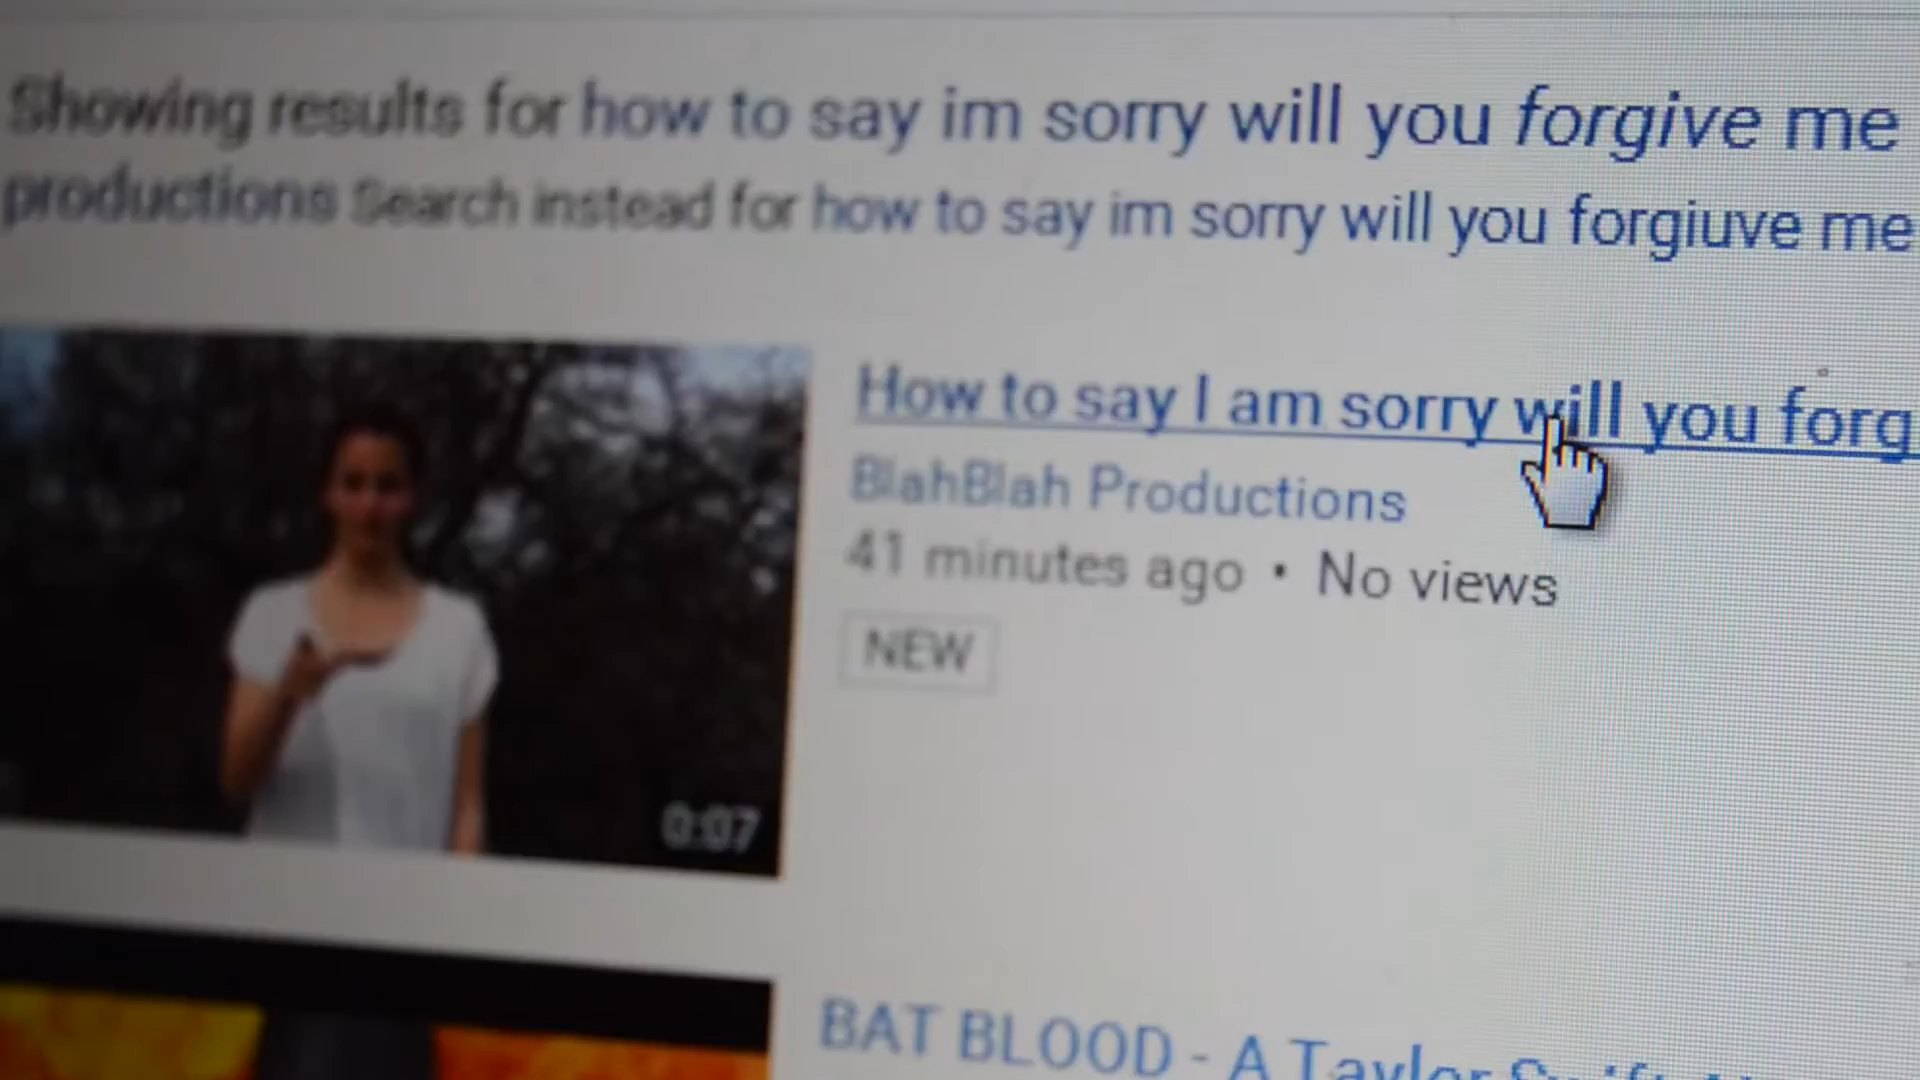 Showing results for how to say im sorry will you forgive me
productions Search instead for how to say im sorry will you forgiuve me
How to say I am sorry will you forg
BlahBlah Productions
41 minutes ago • No views
NEW
0:07
BAT BLOOD - A Taylor Swift